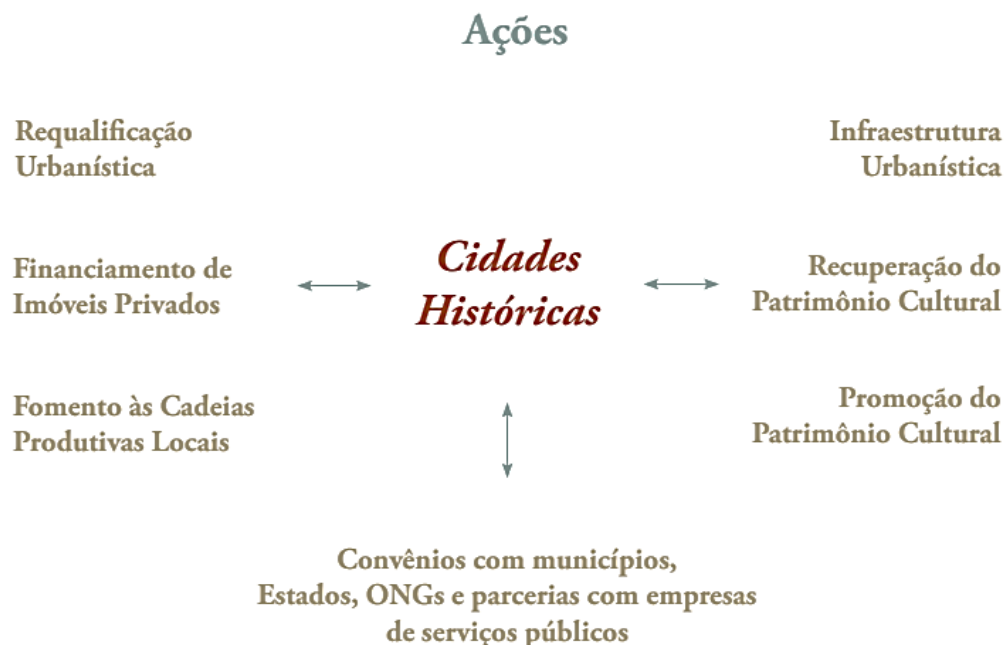 Ações
Requalificação
Urbanística
Infraestrutura
Urbanística
Financiamento de
Imóveis Privados
Cidades
Históricas
Recuperação do
Patrimônio Cultural
Fomento às Cadeias
Produtivas Locais
Promoção do
Patrimônio Cultural
Convênios com municípios,
Estados, ONGs e parcerias com empresas
de serviços públicos